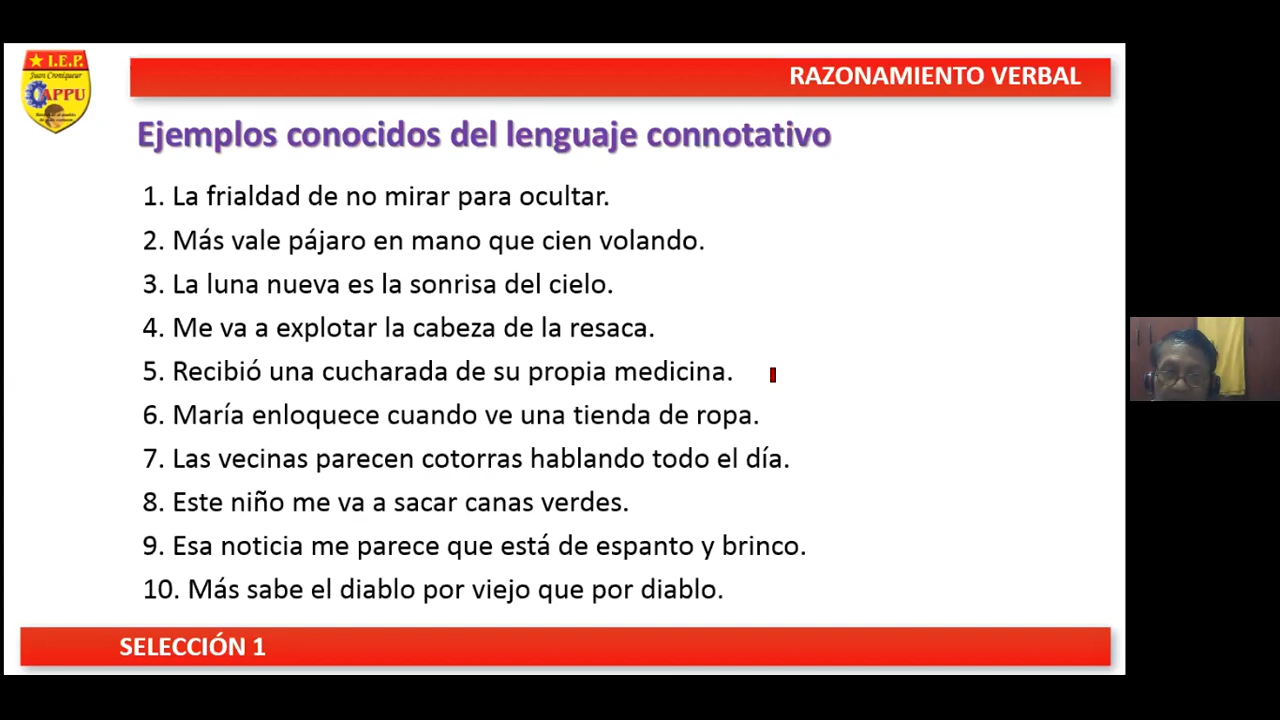 I.E.P.
Juan Croniqueur
CAPPU
RAZONAMIENTO VERBAL
Ejemplos conocidos del lenguaje connotativo
1. La frialdad de no mirar para ocultar.
2. Más vale pájaro en mano que cien volando.
3. La luna nueva es la sonrisa del cielo.
4. Me va a explotar la cabeza de la resaca.
5. Recibió una cucharada de su propia medicina.
6. María enloquece cuando ve una tienda de ropa.
7. Las vecinas parecen cotorras hablando todo el día.
8. Este niño me va a sacar canas verdes.
9. Esa noticia me parece que está de espanto y brinco.
10. Más sabe el diablo por viejo que por diablo.
SELECCIÓN 1